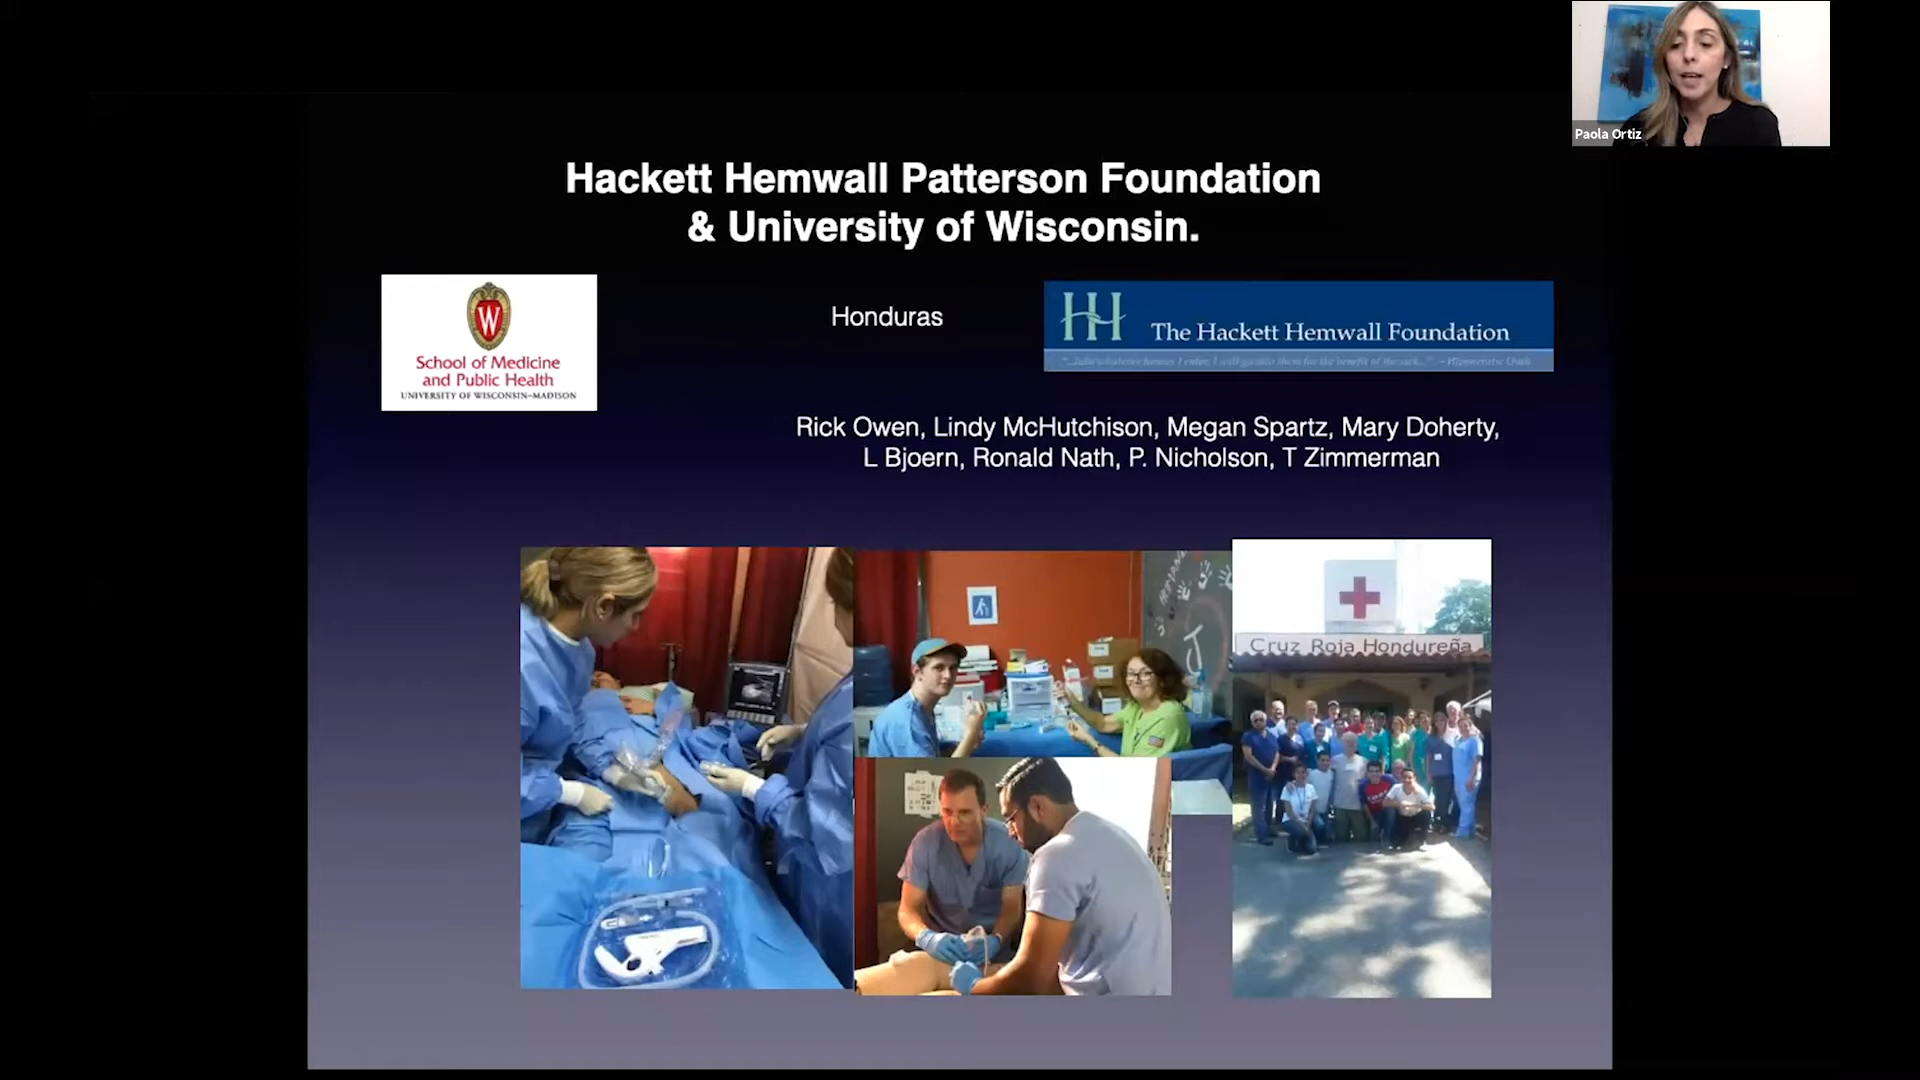 Paola Ortiz
Hackett Hemwall Patterson Foundation
& University of Wisconsin.
W
School of Medicine
and Public Health
UNIVERSITY OF WISCONSIN–MADISON
Honduras
HH
The Hackett Hemwall Foundation
Rick Owen, Lindy McHutchison, Megan Spartz, Mary Doherty,
L Bjoern, Ronald Nath, P. Nicholson, T Zimmerman
Cruz Roja Hondureña